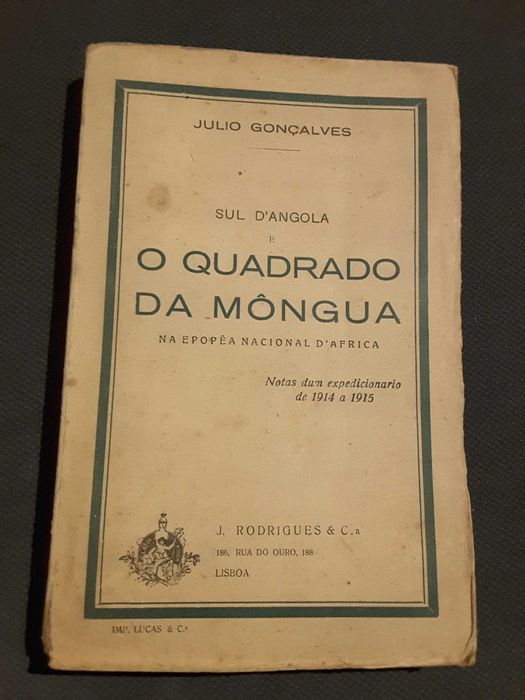 JULIO GONÇALVES
SUL D'ANGOLA
E
O QUADRADO
DA MÔNGUA
NA EPOPÊA NACIONAL D'AFRICA
Notas dum expedicionario
de 1914 a 1915
J. RODRIGUES & C.a
186, RUA DO OURO, 188
LISBOA
IMP. LUCAS & C.ª